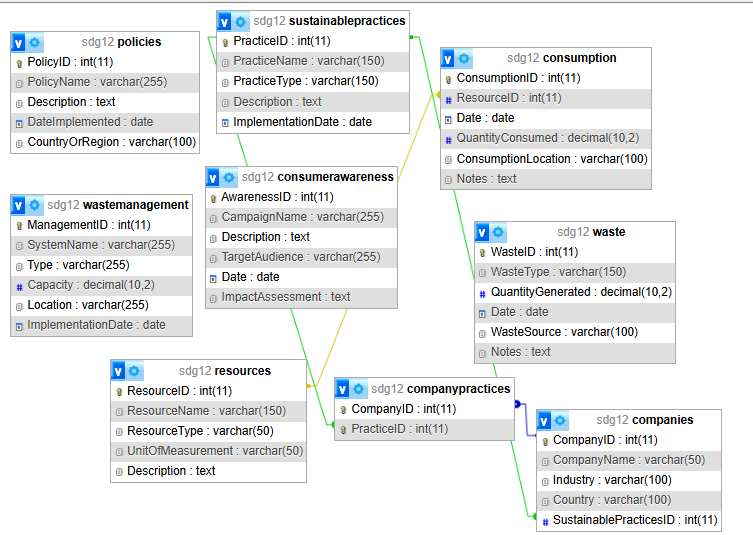 sdg12 policies
PolicyID : int(11)
PolicyName : varchar(255)
Description : text
DateImplemented : date
CountryOrRegion : varchar(100)
sdg12 sustainablepractices
PracticeID : int(11)
PracticeName : varchar(150)
PracticeType : varchar(150)
Description : text
ImplementationDate : date
sdg12 consumption
ConsumptionID : int(11)
ResourceID : int(11)
Date : date
QuantityConsumed : decimal(10,2)
ConsumptionLocation : varchar(100)
Notes : text
sdg12 wastemanagement
ManagementID : int(11)
SystemName : varchar(255)
Type : varchar(255)
Capacity : decimal(10,2)
Location : varchar(255)
ImplementationDate : date
sdg12 consumerawareness
AwarenessID : int(11)
CampaignName : varchar(255)
Description : text
TargetAudience : varchar(255)
Date : date
ImpactAssessment : text
sdg12 waste
WasteID : int(11)
WasteType : varchar(150)
QuantityGenerated : decimal(10,2)
Date : date
WasteSource : varchar(100)
Notes : text
sdg12 resources
ResourceID : int(11)
ResourceName : varchar(150)
ResourceType : varchar(50)
UnitOfMeasurement : varchar(50)
Description : text
sdg12 companypractices
CompanyID : int(11)
PracticeID : int(11)
sdg12 companies
CompanyID : int(11)
CompanyName : varchar(50)
Industry : varchar(100)
Country : varchar(100)
SustainablePracticesID : int(11)